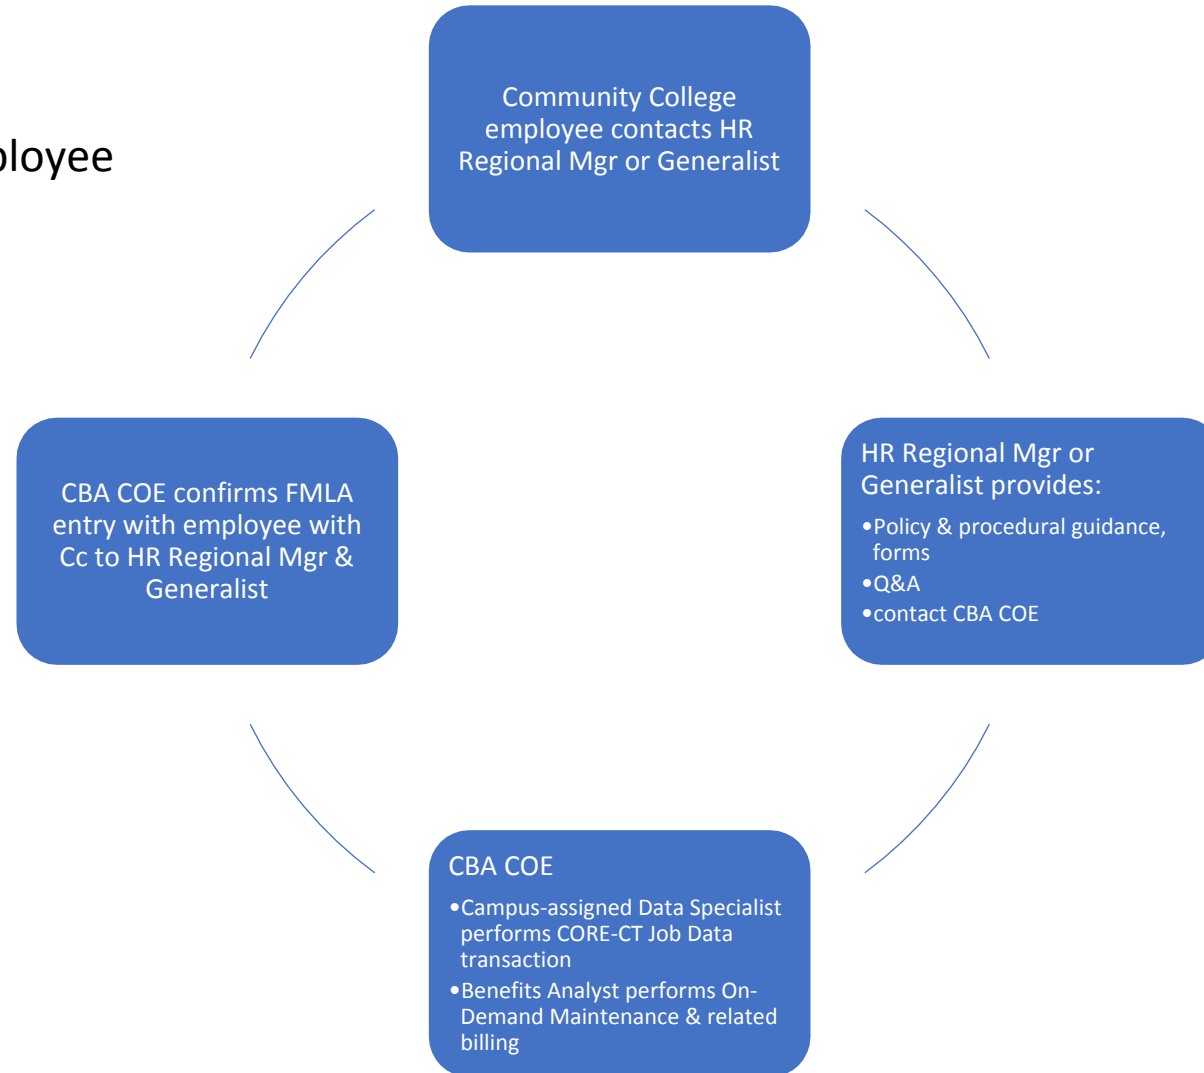 Community College
employee contacts HR
Regional Mgr or Generalist
ployee
HR Regional Mgr or
Generalist provides:
•Policy & procedural guidance,
forms
•Q&A
•contact CBA COE
CBA COE
•Campus-assigned Data Specialist
performs CORE-CT Job Data
transaction
•Benefits Analyst performs On-
Demand Maintenance & related
billing
CBA COE confirms FMLA
entry with employee with
Cc to HR Regional Mgr &
Generalist